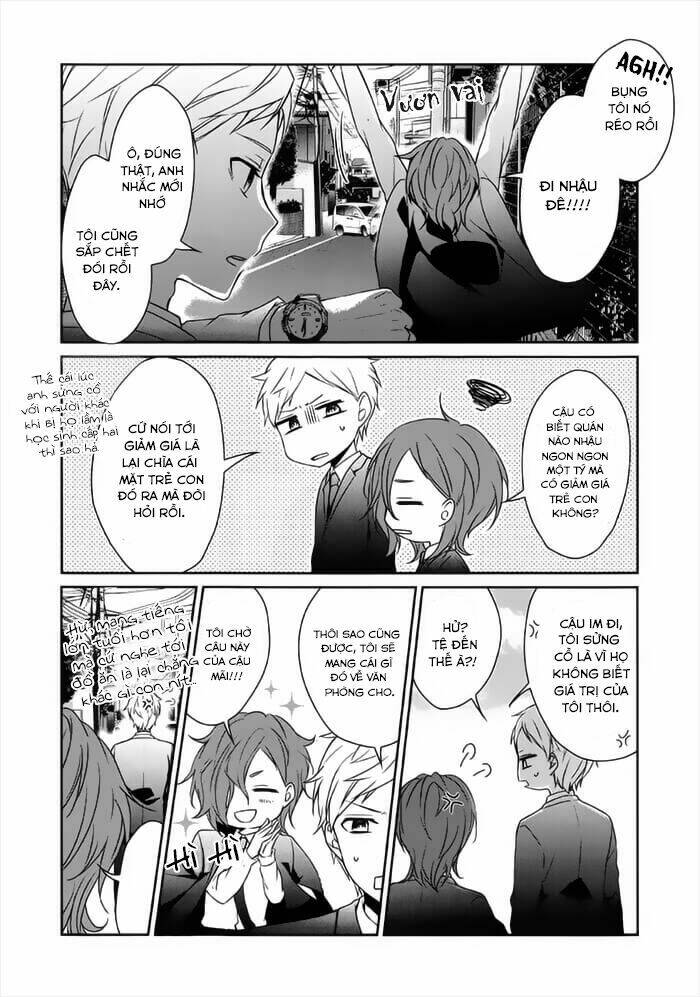 AGH!!
BỤNG
TÔI NÓ
RÉO RỒI
ĐI NHẬU
ĐÊ!!!!
Vươn vai
Ô, ĐÚNG
THẬT, ANH
NHẮC MỚI
NHỚ
TÔI CŨNG
SẮP CHẾT
ĐÓI RỒI
ĐÂY.
CẬU CÓ
BIẾT QUÁN
NÀO NHẬU
NGON NGON
MỘT TÝ MÀ
CÓ GIẢM GIÁ
TRẺ CON
KHÔNG?
CỨ NÓI TỚI
GIẢM GIÁ LÀ
LẠI CHÌA CÁI
MẶT TRẺ CON
ĐÓ RA MÀ ĐÒI
HỎI RỒI.
Thế cái lúc
anh sửng cồ
với người khác
khi bị họ lầm là
học sinh cấp hai
thì sao hả
CẬU IM ĐI,
TÔI SỬNG
CỒ LÀ VÌ HỌ
KHÔNG BIẾT
GIÁ TRỊ CỦA
TÔI THÔI.
HỬ?
TỆ ĐẾN
THẾ À?!
THÔI SAO CŨNG
ĐƯỢC, TÔI SẼ
MANG CÁI GÌ
ĐÓ VỀ VĂN
PHÒNG CHO.
TÔI CHỜ
CÂU NÀY
CỦA CẬU
MÃI!!!
HÌ HÌ
Hừ, mang tiếng
lớn tuổi hơn tôi
mà cứ nghe tới
đồ ăn là lại chẳng
khác gì con nít!